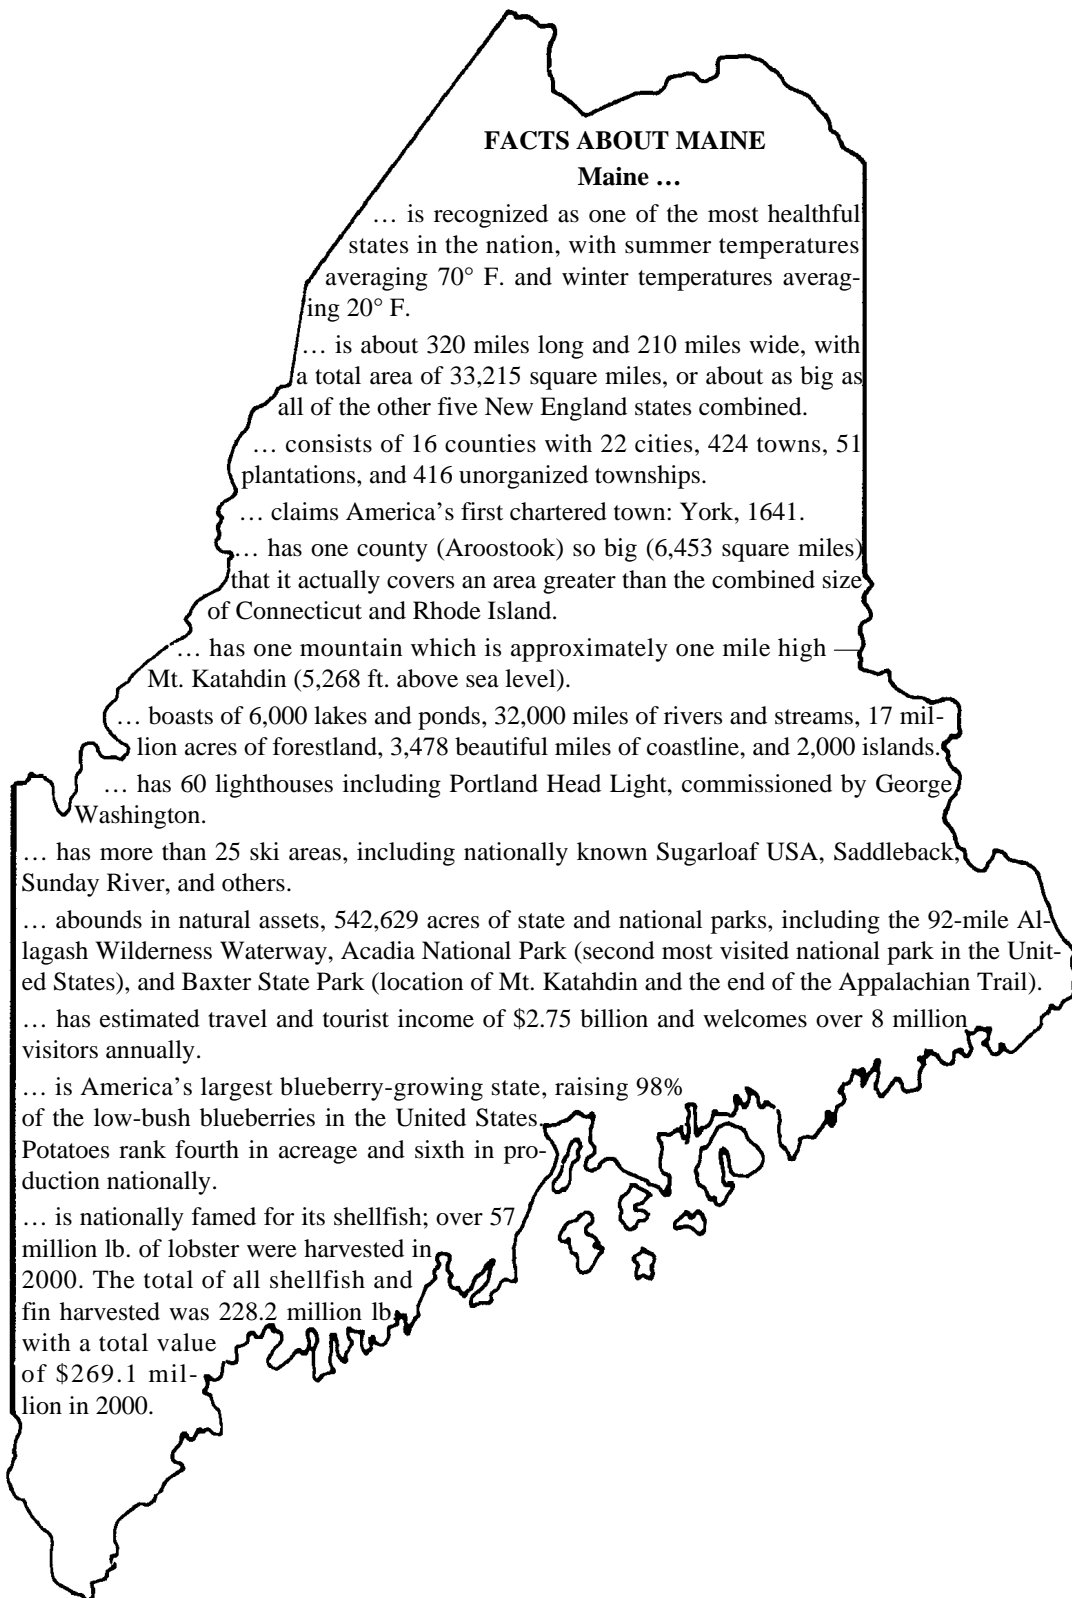 FACTS ABOUT MAINE
Maine …
… is recognized as one of the most healthful
states in the nation, with summer temperatures
averaging 70° F. and winter temperatures averag-
ing 20° F.
… is about 320 miles long and 210 miles wide, with
a total area of 33,215 square miles, or about as big as
all of the other five New England states combined.
… consists of 16 counties with 22 cities, 424 towns, 51
plantations, and 416 unorganized townships.
… claims America’s first chartered town: York, 1641.
… has one county (Aroostook) so big (6,453 square miles)
that it actually covers an area greater than the combined size
of Connecticut and Rhode Island.
… has one mountain which is approximately one mile high —
Mt. Katahdin (5,268 ft. above sea level).
… boasts of 6,000 lakes and ponds, 32,000 miles of rivers and streams, 17 mil-
lion acres of forestland, 3,478 beautiful miles of coastline, and 2,000 islands.
… has 60 lighthouses including Portland Head Light, commissioned by George
Washington.
… has more than 25 ski areas, including nationally known Sugarloaf USA, Saddleback,
Sunday River, and others.
… abounds in natural assets, 542,629 acres of state and national parks, including the 92-mile Al-
lagash Wilderness Waterway, Acadia National Park (second most visited national park in the Unit-
ed States), and Baxter State Park (location of Mt. Katahdin and the end of the Appalachian Trail).
… has estimated travel and tourist income of $2.75 billion and welcomes over 8 million
visitors annually.
… is America’s largest blueberry-growing state, raising 98%
of the low-bush blueberries in the United States.
Potatoes rank fourth in acreage and sixth in pro-
duction nationally.
… is nationally famed for its shellfish; over 57
million lb. of lobster were harvested in
2000. The total of all shellfish and
fin harvested was 228.2 million lb.
with a total value
of $269.1 mil-
lion in 2000.